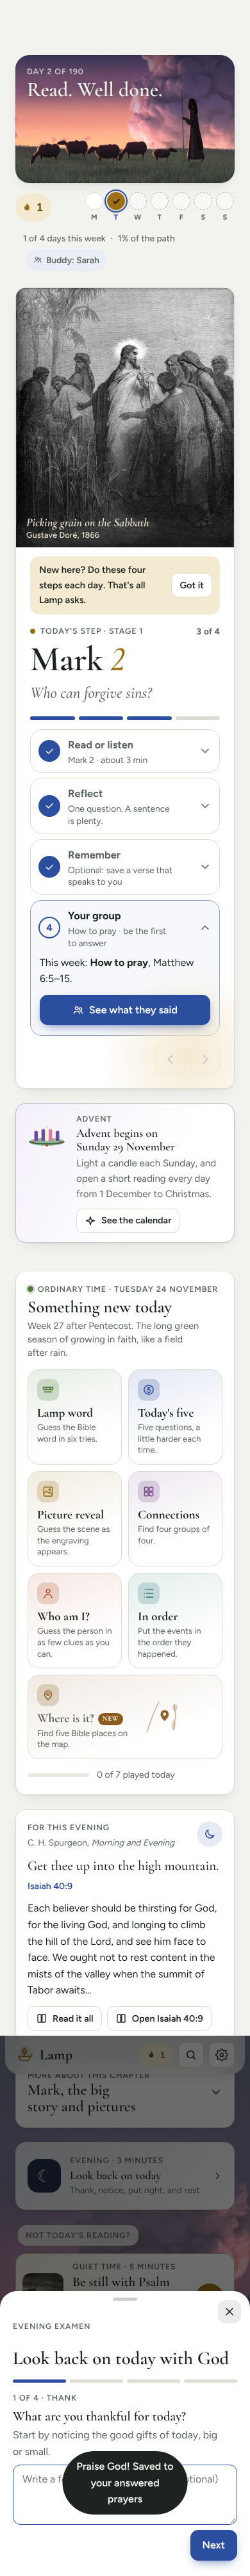 DAY 2 OF 190
Read. Well done.
1
M T W T F S S
1 of 4 days this week · 1% of the path
Buddy: Sarah
Picking grain on the Sabbath
Gustave Doré, 1866
New here? Do these four
steps each day. That's all
Lamp asks.
Got it
TODAY'S STEP · STAGE 1
3 of 4
Mark 2
Who can forgive sins?
Read or listen
Mark 2 · about 3 min
Reflect
One question. A sentence
is plenty.
Remember
Optional: save a verse that
speaks to you
4
Your group
How to pray · be the first
to answer
This week: How to pray, Matthew
6:5–15.
See what they said
ADVENT
Advent begins on
Sunday 29 November
Light a candle each Sunday, and
open a short reading every day
from 1 December to Christmas.
See the calendar
ORDINARY TIME · TUESDAY 24 NOVEMBER
Something new today
Week 27 after Pentecost. The long green
season of growing in faith, like a field
after rain.
Lamp word
Guess the Bible
word in six tries.
Today's five
Five questions, a
little harder each
time.
Picture reveal
Guess the scene as
the engraving
appears.
Connections
Find four groups of
four.
Who am I?
Guess the person in
as few clues as you
can.
In order
Put the events in
the order they
happened.
Where is it? NEW
Find five Bible places on
the map.
0 of 7 played today
FOR THIS EVENING
C. H. Spurgeon, Morning and Evening
Get thee up into the high mountain.
Isaiah 40:9
Each believer should be thirsting for God,
for the living God, and longing to climb
the hill of the Lord, and see him face to
face. We ought not to rest content in the
mists of the valley when the summit of
Tabor awaits…
Read it all
Open Isaiah 40:9
Lamp
1
MORE ABOUT THIS CHAPTER
Mark, the big
story and pictures
EVENING · 3 MINUTES
Look back on today
Thank, notice, put right, and rest
NOT TODAY'S READING?
QUIET TIME · 5 MINUTES
Be still with Psalm
EVENING EXAMEN
Look back on today with God
1 OF 4 · THANK
What are you thankful for today?
Start by noticing the good gifts of today, big
or small.
Write a
Praise God! Saved to
your answered
prayers
Next